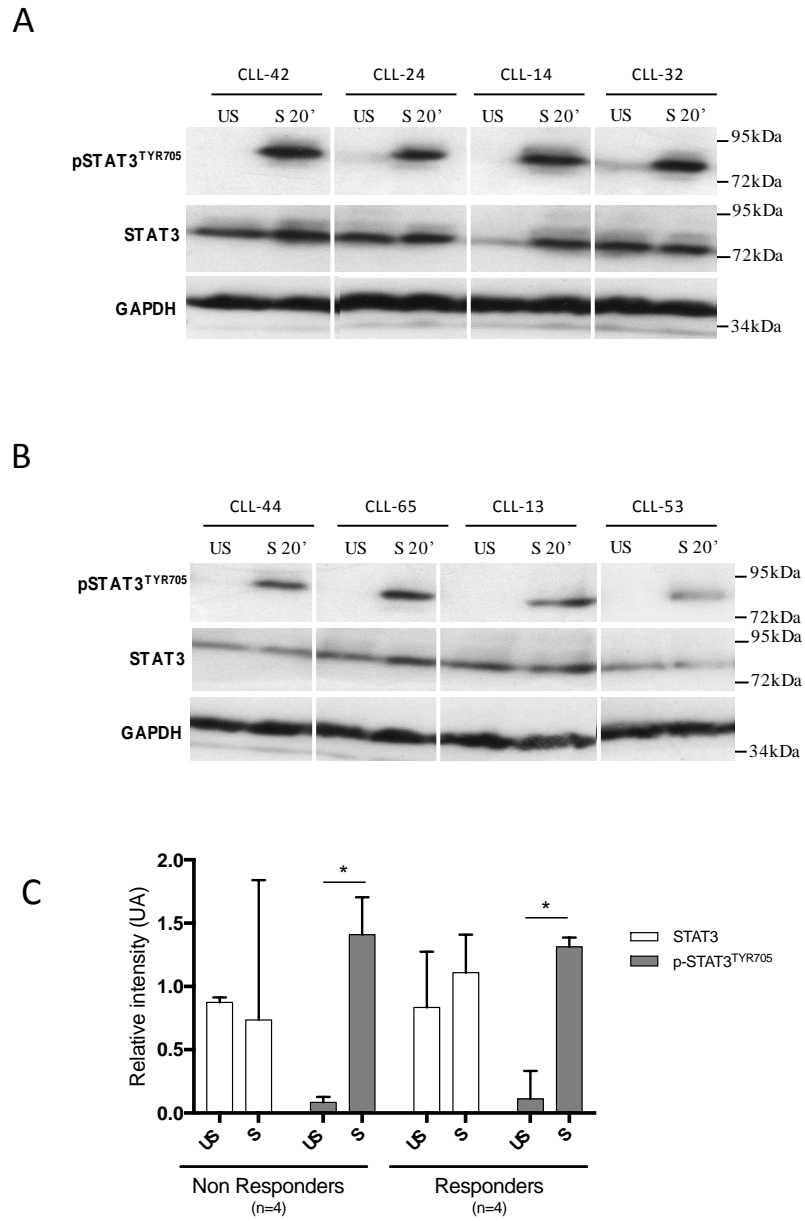 A
CLL-42 CLL-24 CLL-14 CLL-32
US S 20’ US S 20’ US S 20’ US S 20’
pSTAT3TYR705
95kDa
72kDa
STAT3
95kDa
72kDa
GAPDH
34kDa
B
CLL-44 CLL-65 CLL-13 CLL-53
US S 20’ US S 20’ US S 20’ US S 20’
pSTAT3TYR705
95kDa
72kDa
STAT3
95kDa
72kDa
GAPDH
34kDa
C
Relative intensity (UA)
2.0
1.5
1.0
0.5
0.0
* *
STAT3
p-STAT3TYR705
US S US S US S US S
Non Responders Responders
(n=4) (n=4)